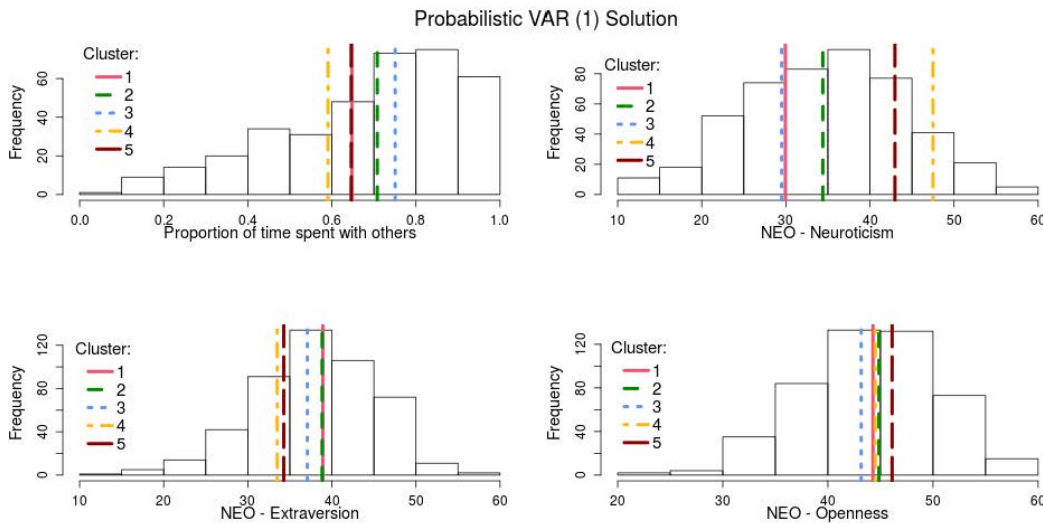 Probabilistic VAR (1) Solution
Cluster:
1
2
3
4
5
Frequency
0
20
40
60
0.0 0.2 0.4 0.6 0.8 1.0
Proportion of time spent with others
Cluster:
1
2
3
4
5
Frequency
0
20
40
60
80
10 20 30 40 50 60
NEO - Neuroticism
Cluster:
1
2
3
4
5
Frequency
0
40
80
120
10 20 30 40 50 60
NEO - Extraversion
Cluster:
1
2
3
4
5
Frequency
0
40
80
120
20 30 40 50 60
NEO - Openness